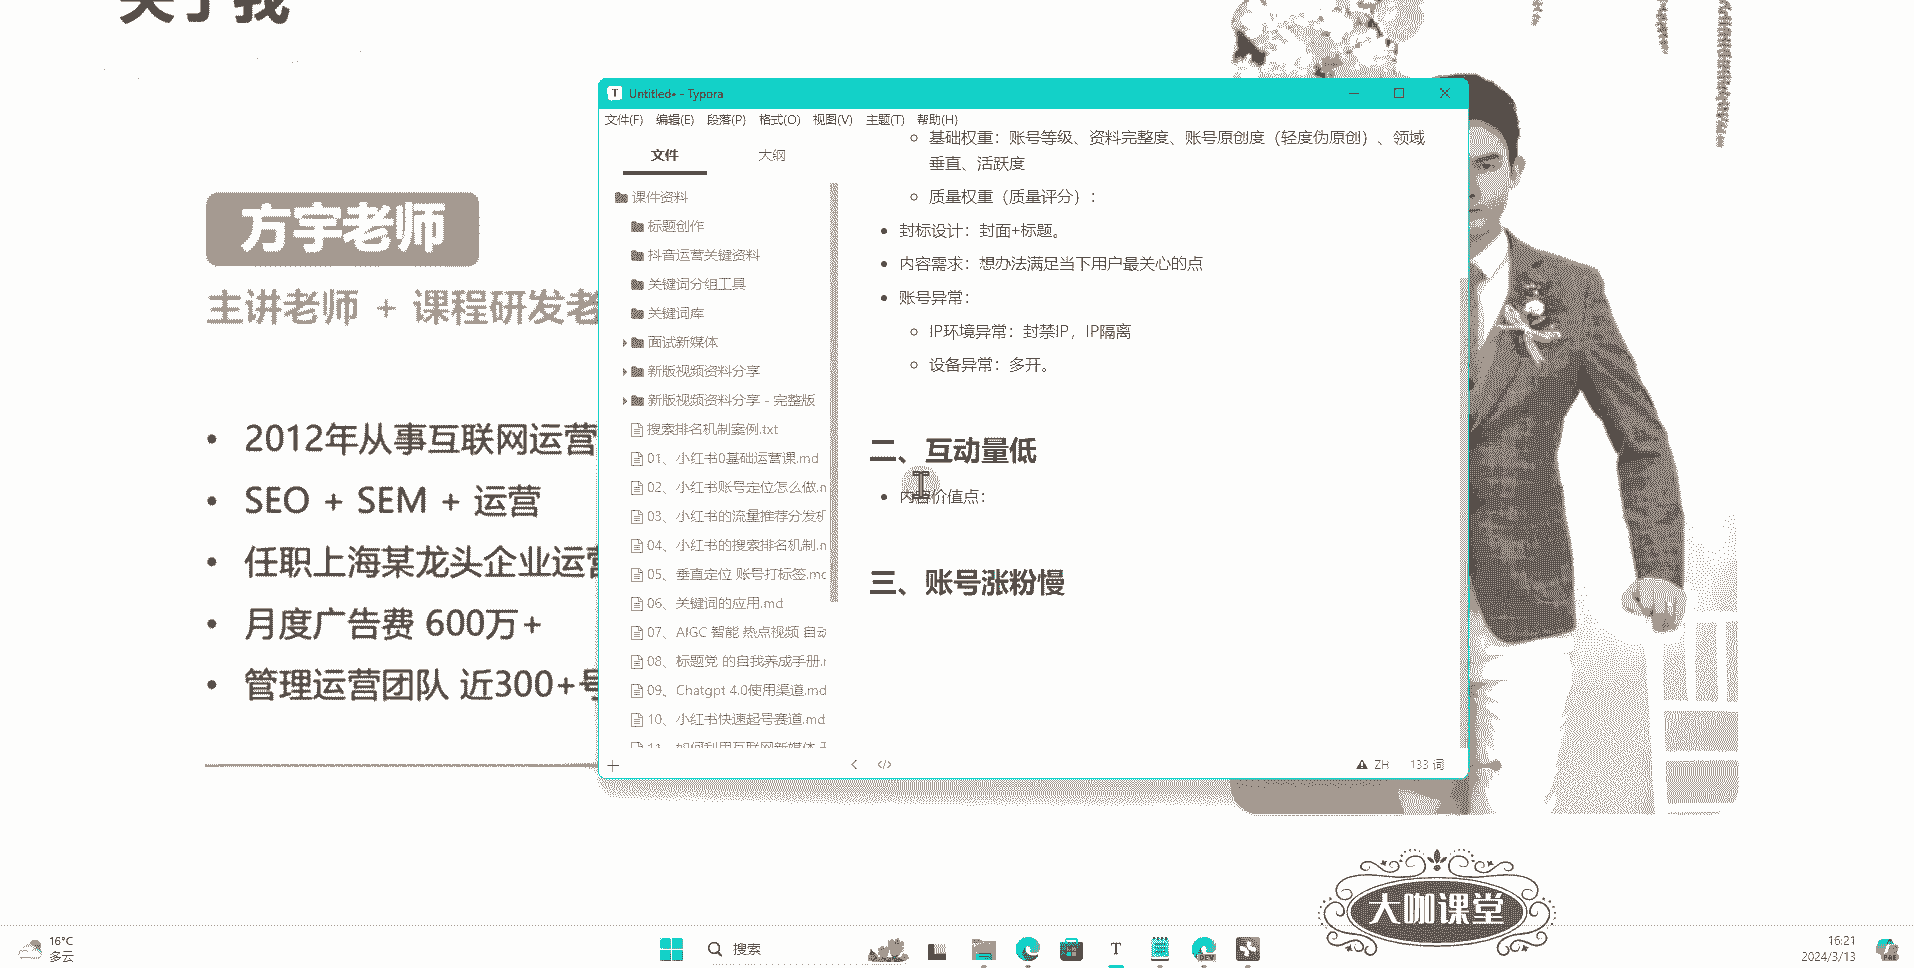 关于我
方宇老师
主讲老师 + 课程研发老
2012年从事互联网运营
SEO + SEM + 运营
任职上海某龙头企业运营
月度广告费 600万+
管理运营团队 近300+号
Untitled• - Typora
文件(F) 编辑(E) 段落(P) 格式(O) 视图(V) 主题(T) 帮助(H)
文件 大纲
课件资料
标题创作
抖音运营关键资料
关键词分组工具
关键词库
面试新媒体
新版视频资料分享
新版视频资料分享 - 完整版
搜索排名机制案例.txt
01、小红书0基础运营课.md
02、小红书账号定位怎么做.
03、小红书的流量推荐分发机
04、小红书的搜索排名机制.
05、垂直定位 账号打标签.md
06、关键词的应用.md
07、AIGC 智能 热点视频 自动
08、标题党 的自我养成手册.
09、Chatgpt 4.0使用渠道.md
10、小红书快速起号赛道.md
11、如何利用互联网新媒体
基础权重：账号等级、资料完整度、账号原创度（轻度伪原创）、领域
垂直、活跃度
质量权重（质量评分）：
封标设计：封面+标题。
内容需求：想办法满足当下用户最关心的点
账号异常：
IP环境异常：封禁IP，IP隔离
设备异常：多开。
二、互动量低
内容价值点：
三、账号涨粉慢
ZH 133 词
大咖课堂
16°C
多云
搜索
16:21
2024/3/13